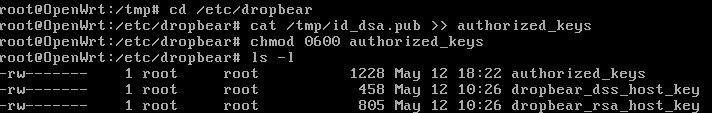 root@OpenWrt:/tmp# cd /etc/dropbear
root@OpenWrt:/etc/dropbear# cat /tmp/id_dsa.pub >> authorized_keys
root@OpenWrt:/etc/dropbear# chmod 0600 authorized_keys
root@OpenWrt:/etc/dropbear# ls -l
-rw-------    1 root     root         1228 May 12 18:22 authorized_keys
-rw-------    1 root     root          458 May 12 10:26 dropbear_dss_host_key
-rw-------    1 root     root          805 May 12 10:26 dropbear_rsa_host_key